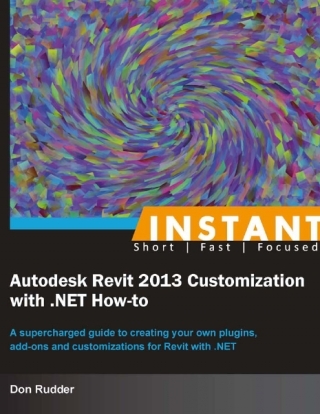 INSTANT
Short | Fast | Focused
Autodesk Revit 2013 Customization
with .NET How-to
A supercharged guide to creating your own plugins,
add-ons and customizations for Revit with .NET
Don Rudder